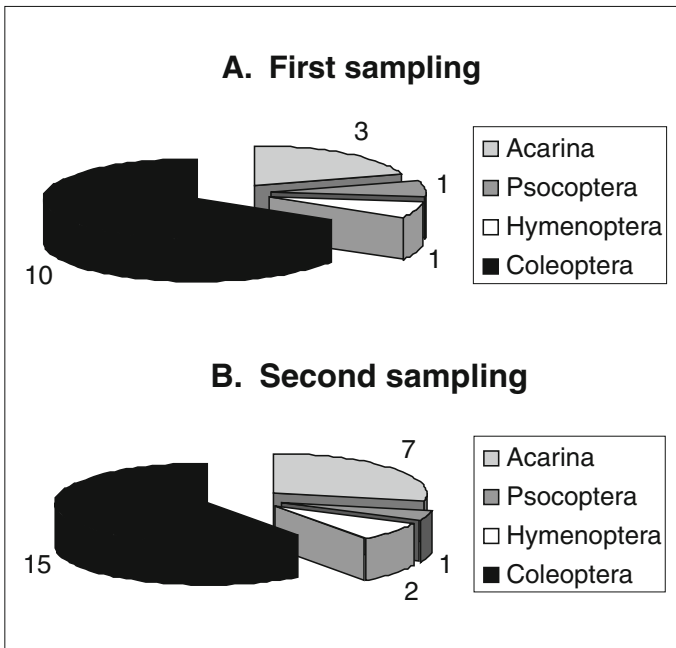 A. First sampling
3
1
1
10
Acarina
Psocoptera
Hymenoptera
Coleoptera
B. Second sampling
7
1
2
15
Acarina
Psocoptera
Hymenoptera
Coleoptera